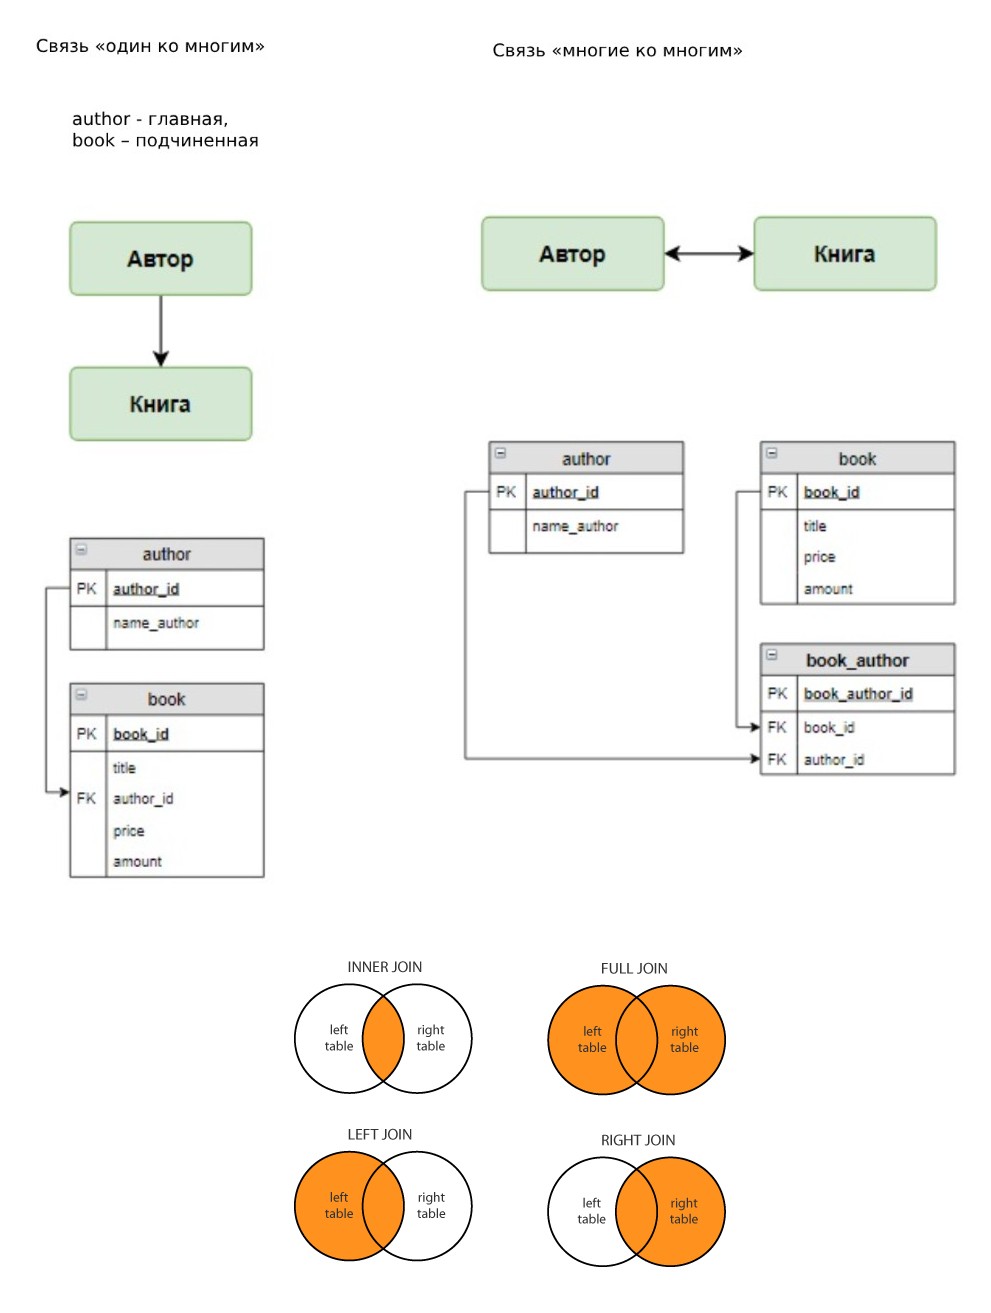 Связь «один ко многим»
author - главная,
book – подчиненная
Автор
Книга
author
PK author_id
name_author
book
PK book_id
title
FK author_id
price
amount
Связь «многие ко многим»
Автор
Книга
author
PK author_id
name_author
book
PK book_id
title
price
amount
book_author
PK book_author_id
FK book_id
FK author_id
INNER JOIN
left
table
right
table
FULL JOIN
left
table
right
table
LEFT JOIN
left
table
right
table
RIGHT JOIN
left
table
right
table